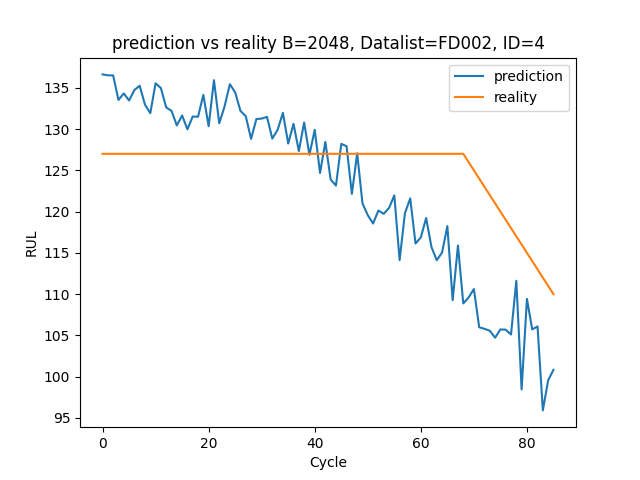 prediction vs reality B=2048, Datalist=FD002, ID=4
prediction
reality
RUL
135
130
125
120
115
110
105
100
95
0 20 40 60 80
Cycle